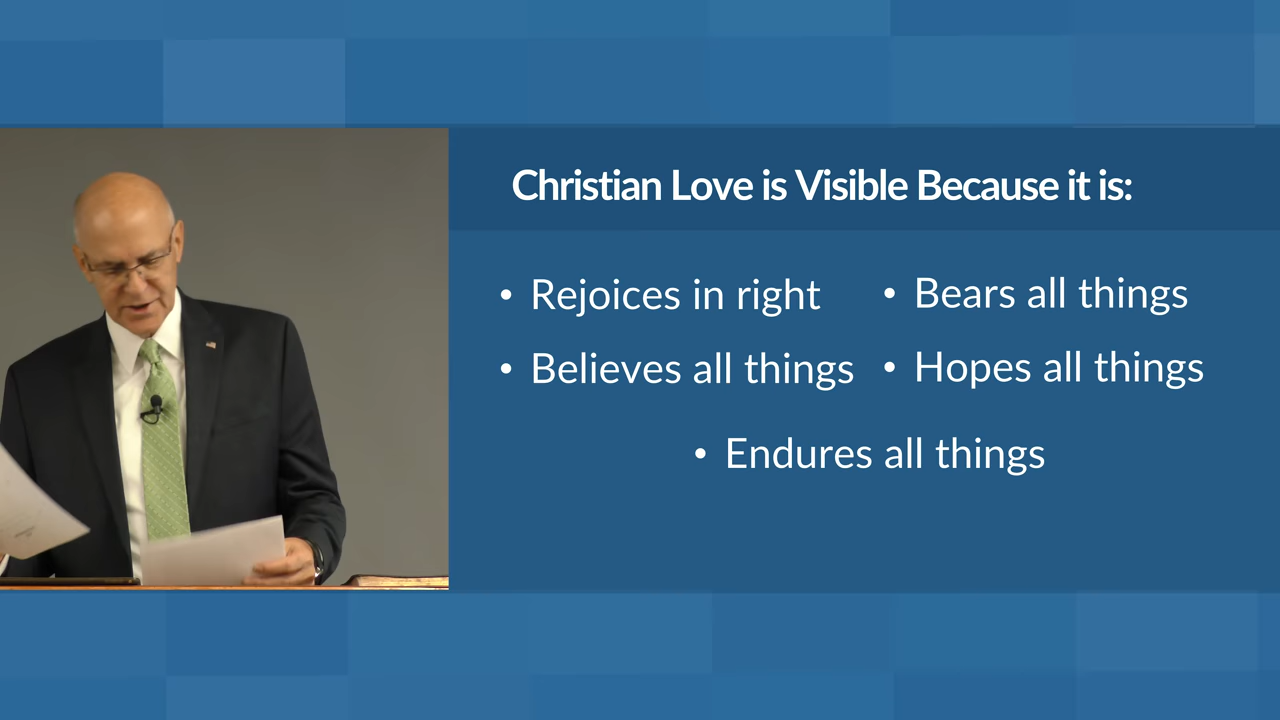 Christian Love is Visible Because it is:
• Rejoices in right
• Bears all things
• Believes all things
• Hopes all things
• Endures all things